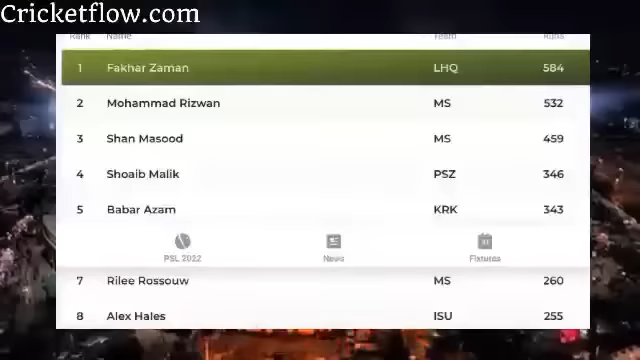 Cricketflow.com
Rank Name Team Runs
1 Fakhar Zaman LHQ 584
2 Mohammad Rizwan MS 532
3 Shan Masood MS 459
4 Shoaib Malik PSZ 346
5 Babar Azam KRK 343
PSL 2022 News Fixtures
7 Rilee Rossouw MS 260
8 Alex Hales ISU 255